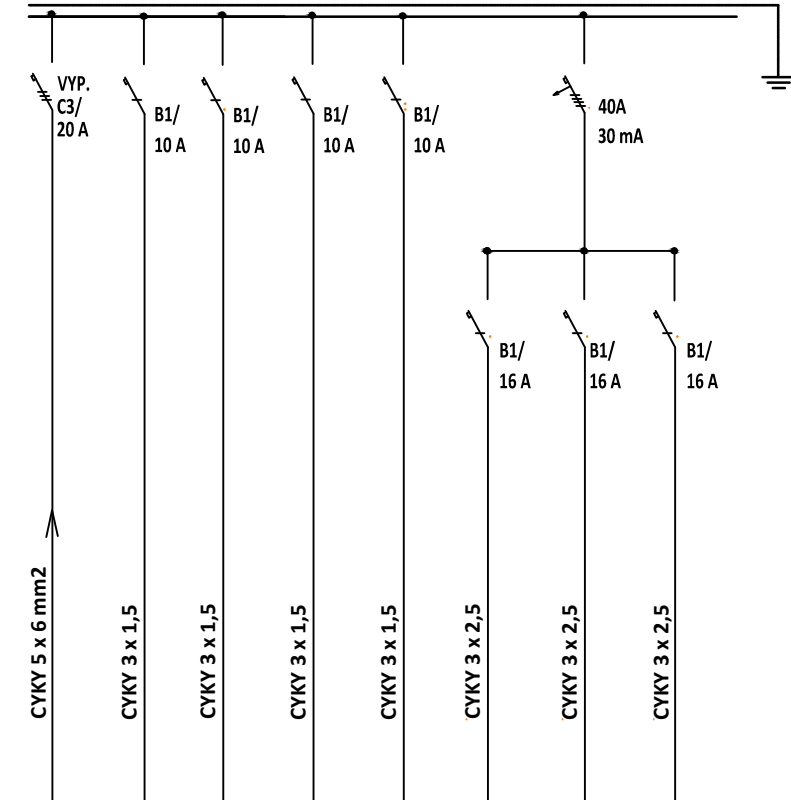 VYP.
C3/
20 A
B1/
10 A
B1/
10 A
B1/
10 A
B1/
10 A
40A
30 mA
B1/
16 A
B1/
16 A
B1/
16 A
CYKY 5 x 6 mm2
CYKY 3 x 1,5
CYKY 3 x 1,5
CYKY 3 x 1,5
CYKY 3 x 1,5
CYKY 3 x 2,5
CYKY 3 x 2,5
CYKY 3 x 2,5